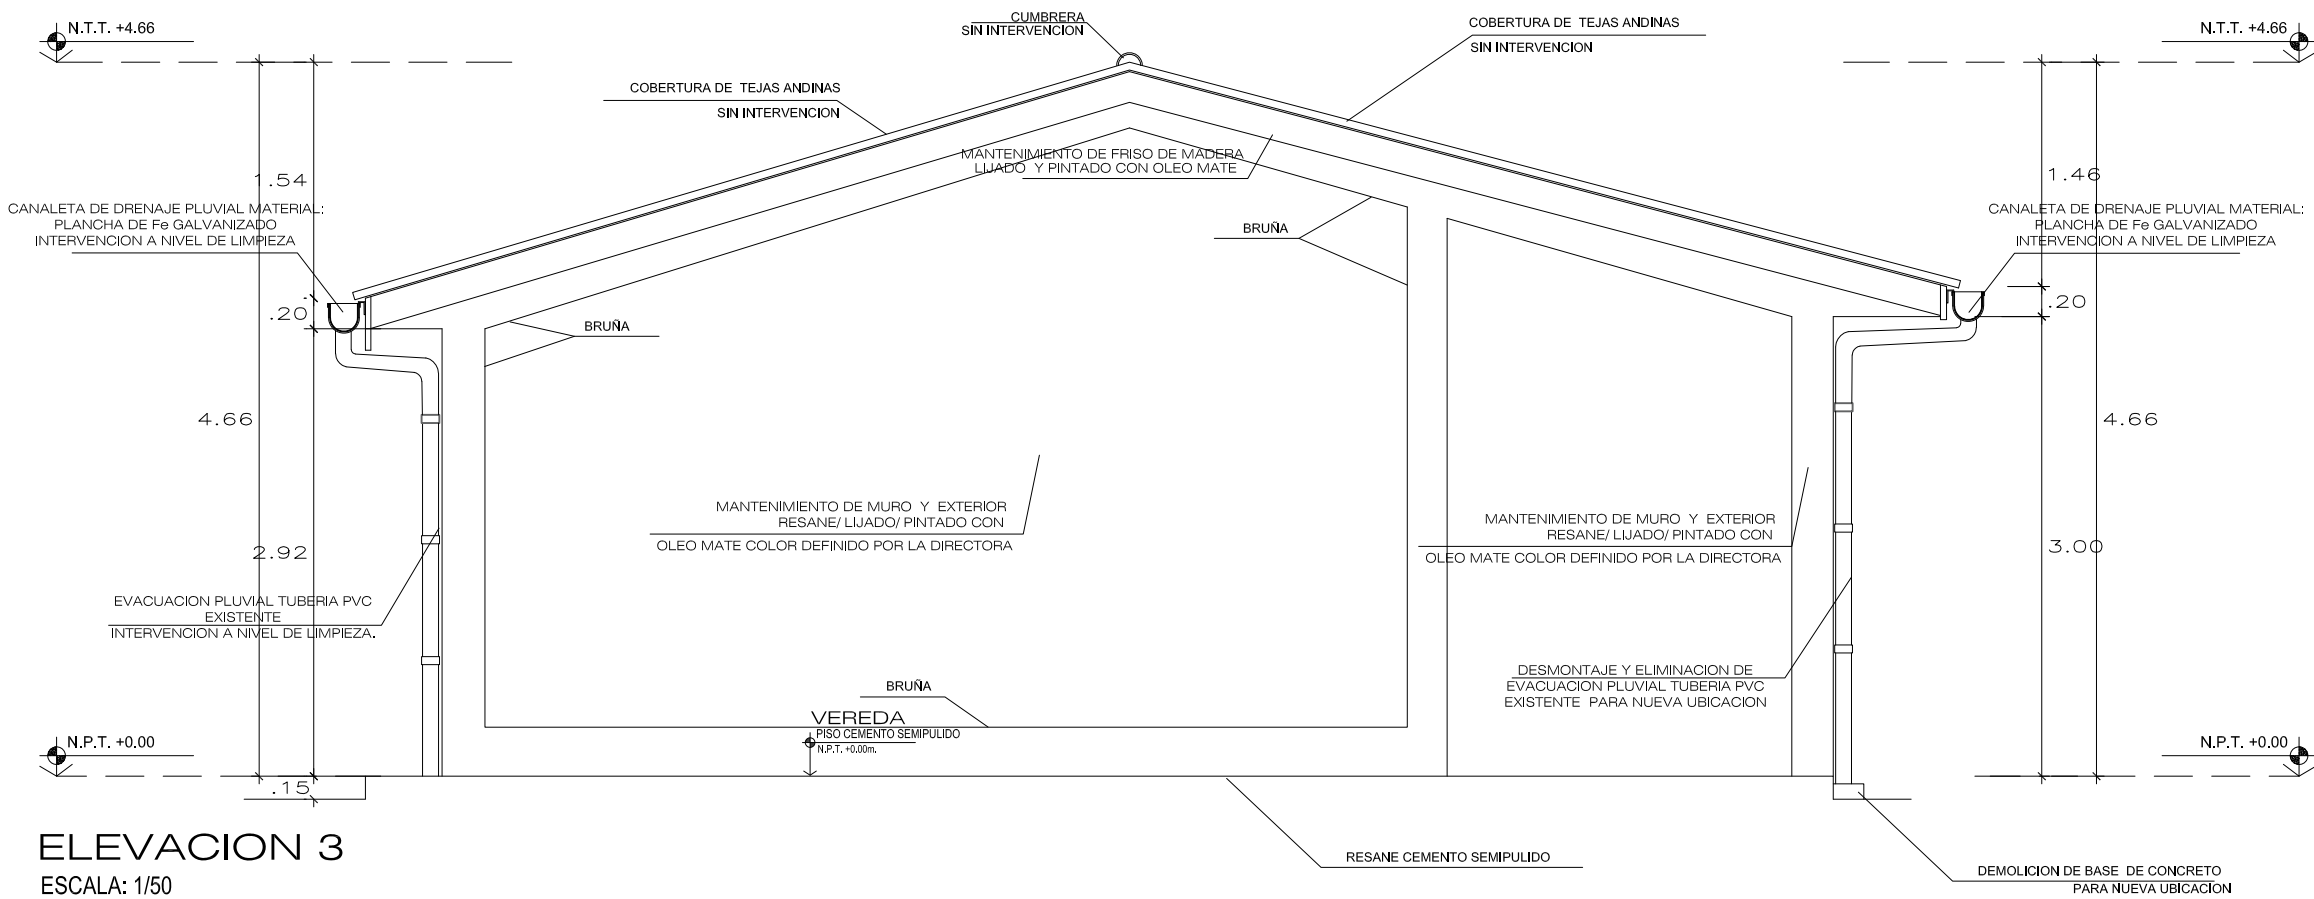 N.T.T. +4.66
CUMBRERA
SIN INTERVENCION
COBERTURA DE TEJAS ANDINAS
SIN INTERVENCION
N.T.T. +4.66
COBERTURA DE TEJAS ANDINAS
SIN INTERVENCION
MANTENIMIENTO DE FRISO DE MADERA
LIJADO Y PINTADO CON OLEO MATE
1.54
1.46
CANALETA DE DRENAJE PLUVIAL MATERIAL:
PLANCHA DE Fe GALVANIZADO
INTERVENCION A NIVEL DE LIMPIEZA
BRUÑA
CANALETA DE DRENAJE PLUVIAL MATERIAL:
PLANCHA DE Fe GALVANIZADO
INTERVENCION A NIVEL DE LIMPIEZA
.20
BRUÑA
.20
4.66
4.66
MANTENIMIENTO DE MURO Y EXTERIOR
RESANE/ LIJADO/ PINTADO CON
OLEO MATE COLOR DEFINIDO POR LA DIRECTORA
MANTENIMIENTO DE MURO Y EXTERIOR
RESANE/ LIJADO/ PINTADO CON
OLEO MATE COLOR DEFINIDO POR LA DIRECTORA
2.92
3.00
EVACUACION PLUVIAL TUBERIA PVC
EXISTENTE
INTERVENCION A NIVEL DE LIMPIEZA.
DESMONTAJE Y ELIMINACION DE
EVACUACION PLUVIAL TUBERIA PVC
EXISTENTE PARA NUEVA UBICACION
BRUÑA
VEREDA
PISO CEMENTO SEMIPULIDO
N.P.T. +0.00m.
N.P.T. +0.00
N.P.T. +0.00
.15
ELEVACION 3
ESCALA: 1/50
RESANE CEMENTO SEMIPULIDO
DEMOLICION DE BASE DE CONCRETO
PARA NUEVA UBICACION